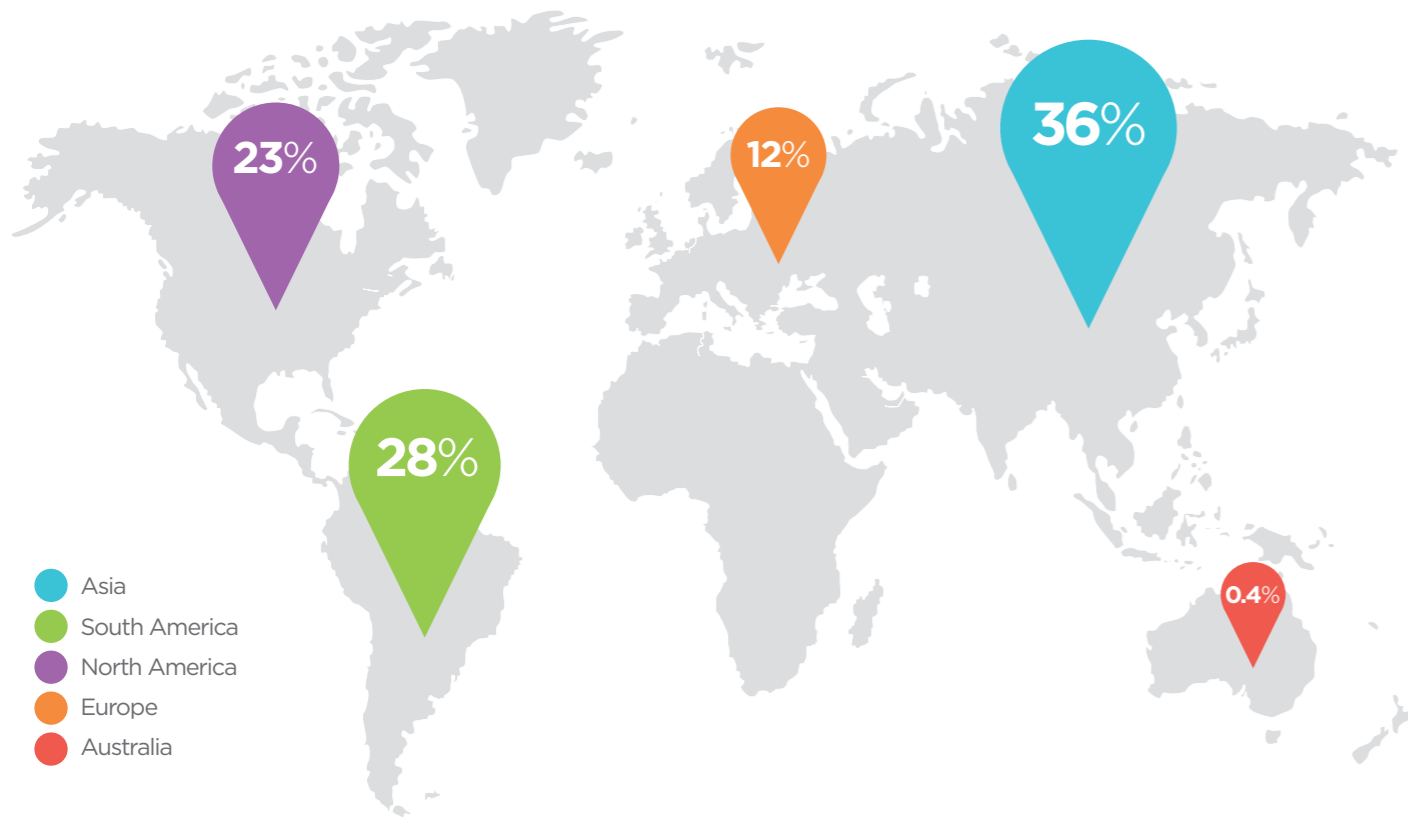 36%
12%
23%
28%
0.4%
Asia
South America
North America
Europe
Australia